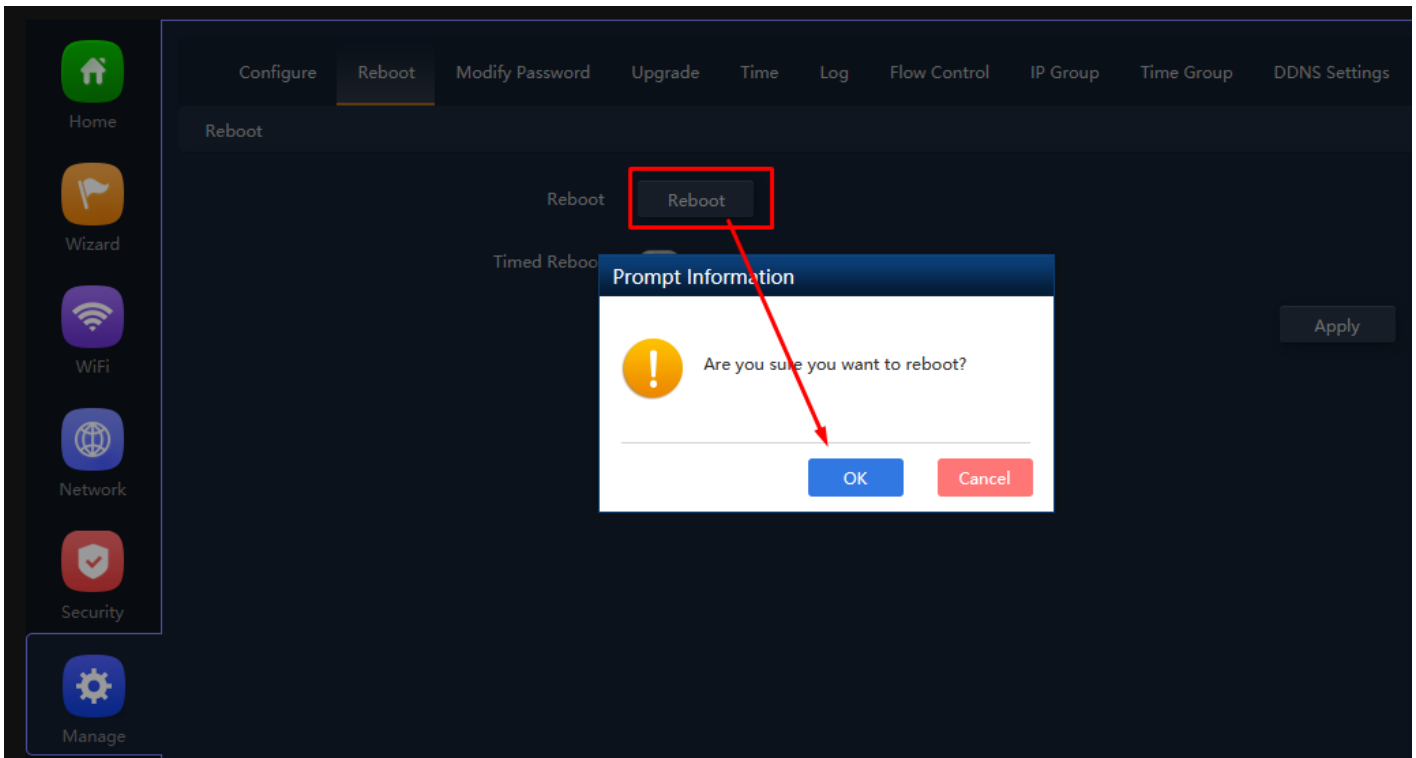 Configure Reboot Modify Password Upgrade Time Log Flow Control IP Group Time Group DDNS Settings
Home
Reboot
Reboot Reboot
Wizard
Timed Reboo
Prompt Information
Apply
WiFi
Are you sure you want to reboot?
OK Cancel
Network
Security
Manage